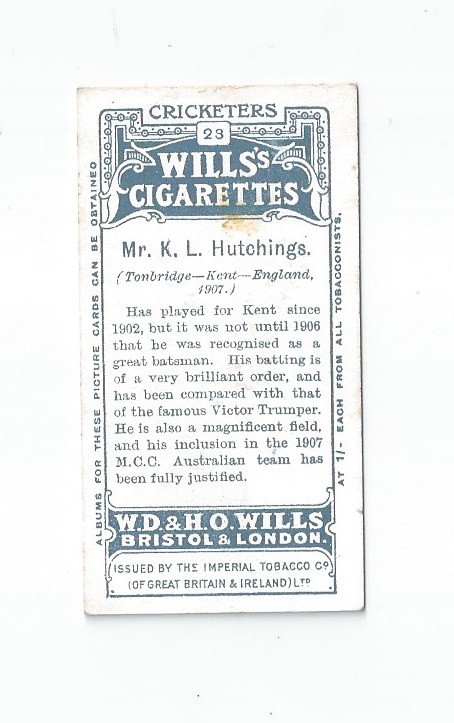 CRICKETERS
23
WILLS'S
CIGARETTES
Mr. K. L. Hutchings.
(Tonbridge—Kent—England,
1907.)
Has played for Kent since
1902, but it was not until 1906
that he was recognised as a
great batsman. His batting is
of a very brilliant order, and
has been compared with that
of the famous Victor Trumper.
He is also a magnificent field,
and his inclusion in the 1907
M.C.C. Australian team has
been fully justified.
W.D. & H.O. WILLS
BRISTOL & LONDON.
ISSUED BY THE IMPERIAL TOBACCO Co
(OF GREAT BRITAIN & IRELAND) LTD
ALBUMS FOR THESE PICTURE CARDS CAN BE OBTAINED
AT 1/- EACH FROM ALL TOBACCONISTS.